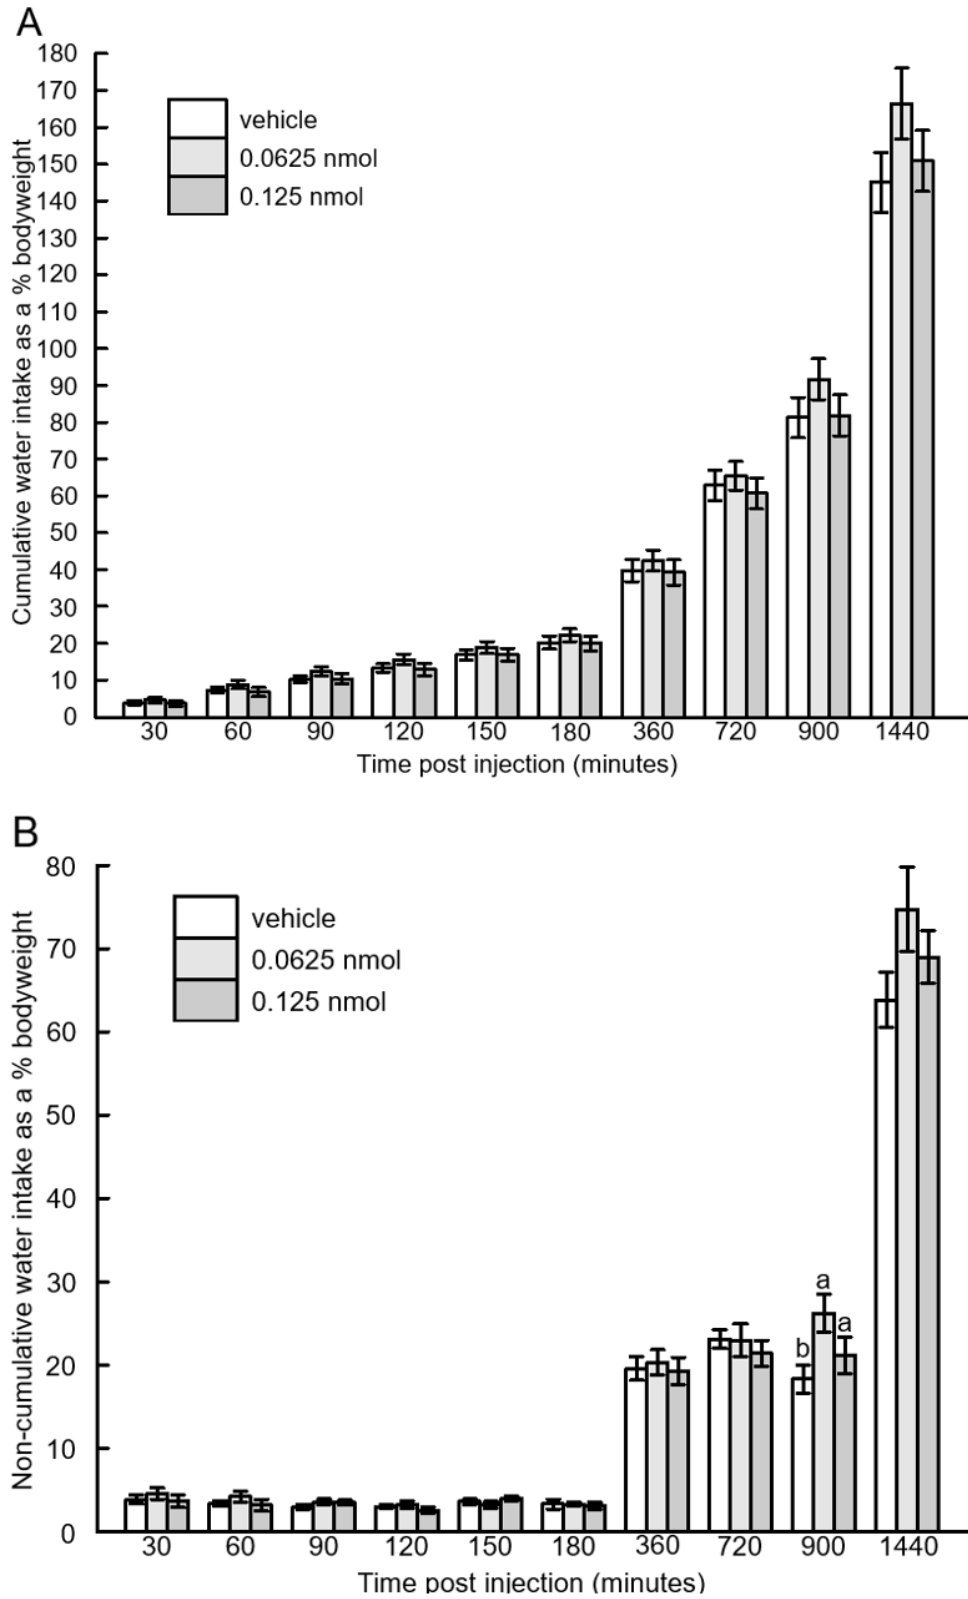 A
180
170
160
150
140
130
120
110
100
90
80
70
60
50
40
30
20
10
0
Cumulative water intake as a % bodyweight
vehicle
0.0625 nmol
0.125 nmol
30 60 90 120 150 180 360 720 900 1440
Time post injection (minutes)
B
80
70
60
50
40
30
20
10
0
Non-cumulative water intake as a % bodyweight
vehicle
0.0625 nmol
0.125 nmol
a
a
b
30 60 90 120 150 180 360 720 900 1440
Time post injection (minutes)